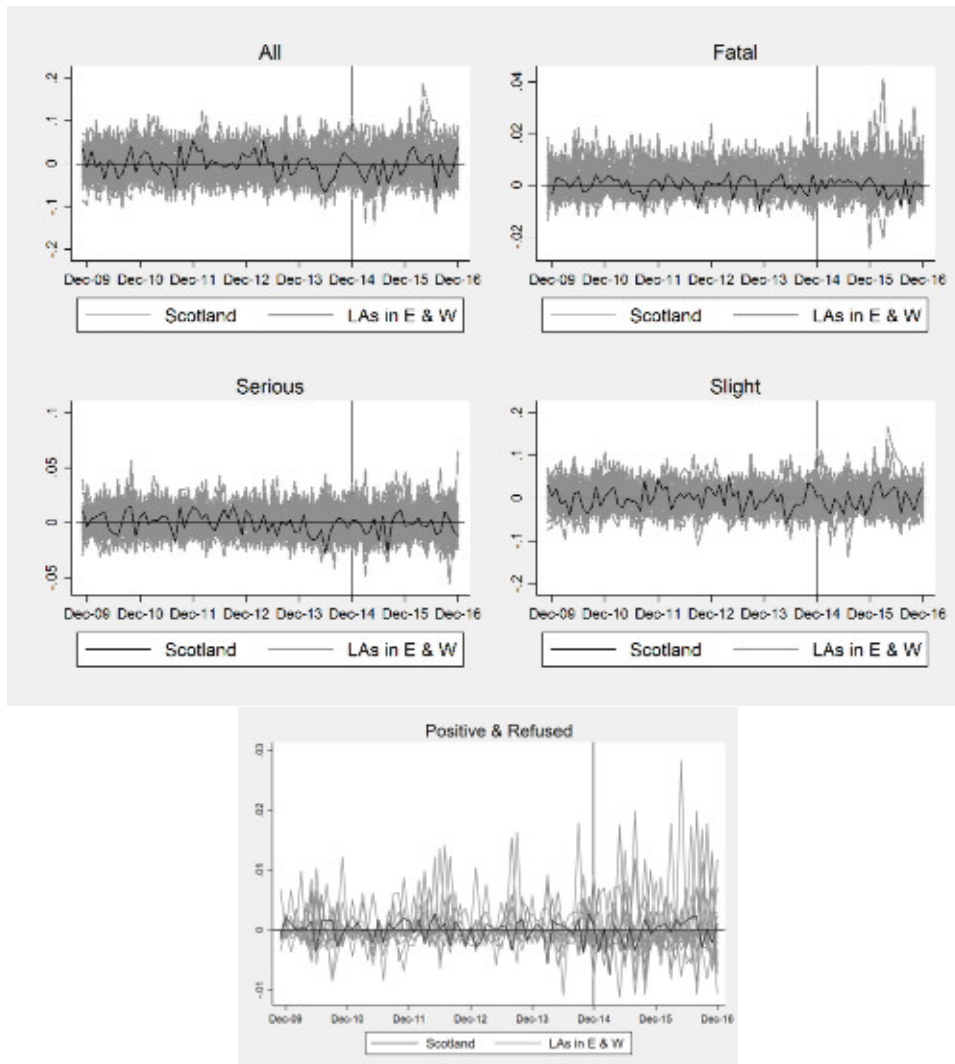 All
Fatal
.2
.1
0
-.1
-.2
.04
.02
0
-.02
Dec-09 Dec-10 Dec-11 Dec-12 Dec-13 Dec-14 Dec-15 Dec-16
Dec-09 Dec-10 Dec-11 Dec-12 Dec-13 Dec-14 Dec-15 Dec-16
Scotland LAs in E & W
Scotland LAs in E & W
Serious
Slight
.1
.05
0
-.05
.2
.1
0
-.1
-.2
Dec-09 Dec-10 Dec-11 Dec-12 Dec-13 Dec-14 Dec-15 Dec-16
Dec-09 Dec-10 Dec-11 Dec-12 Dec-13 Dec-14 Dec-15 Dec-16
Scotland LAs in E & W
Scotland LAs in E & W
Positive & Refused
.03
.02
.01
0
-.01
Dec-09 Dec-10 Dec-11 Dec-12 Dec-13 Dec-14 Dec-15 Dec-16
Scotland LAs in E & W